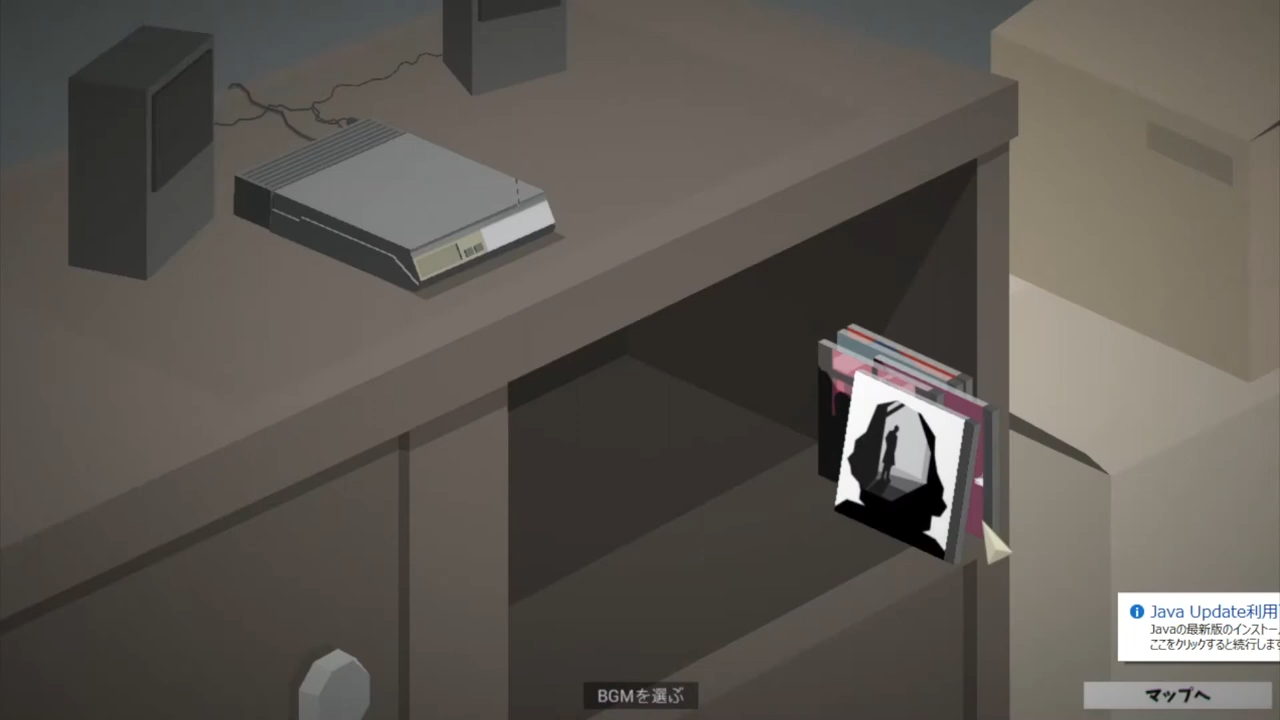 Java Update利用
Javaの最新版のインストー
ここをクリックすると続行しま
BGMを選ぶ
マップへ